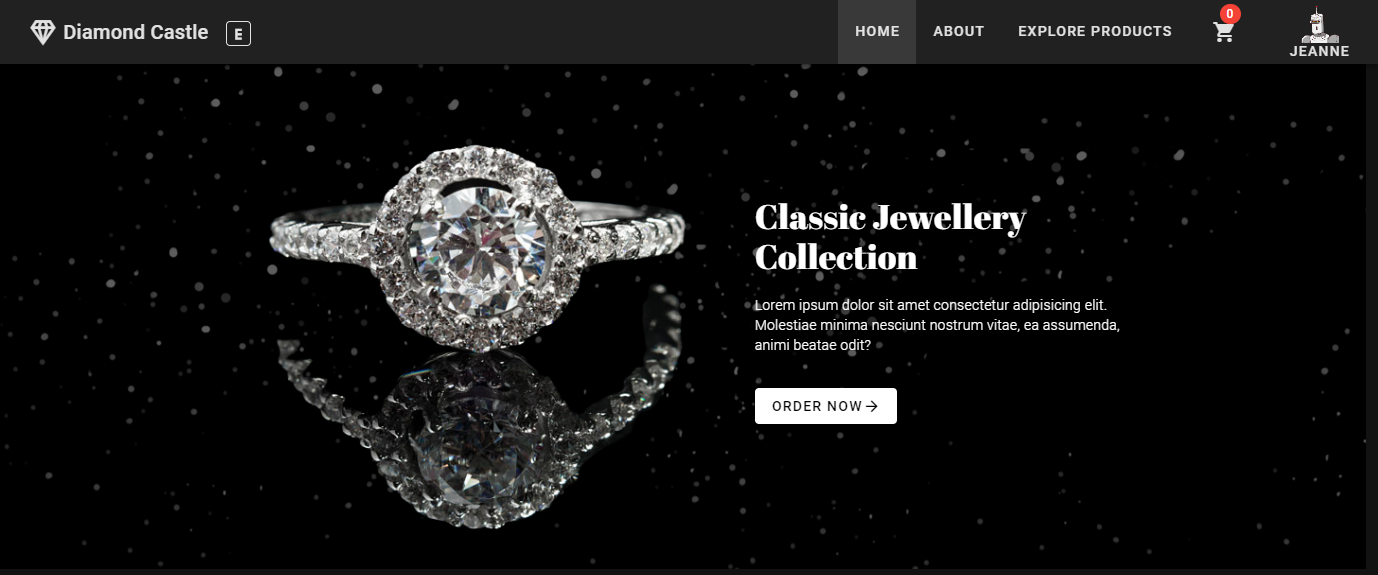 Diamond Castle E HOME ABOUT EXPLORE PRODUCTS 0
JEANNE
Classic Jewellery
Collection
Lorem ipsum dolor sit amet consectetur adipisicing elit.
Molestiae minima nesciunt nostrum vitae, ea assumenda,
animi beatae odit?
ORDER NOW